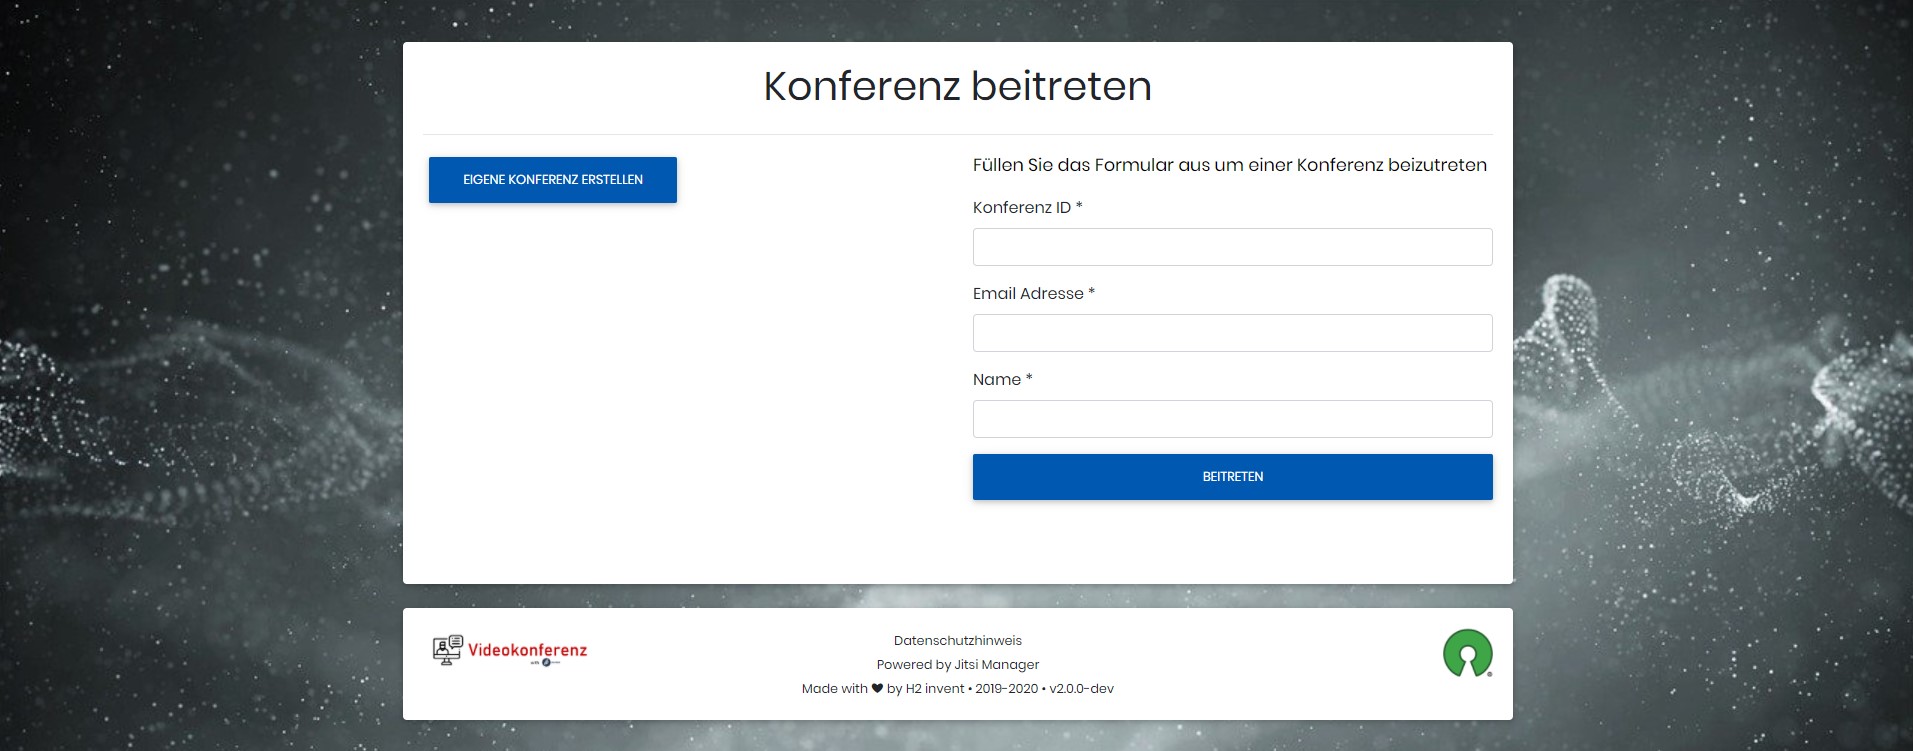 Konferenz beitreten
EIGENE KONFERENZ ERSTELLEN
Füllen Sie das Formular aus um einer Konferenz beizutreten
Konferenz ID *
Email Adresse *
Name *
BEITRETEN
Videokonferenz
with
Datenschutzhinweis
Powered by Jitsi Manager
Made with ♥ by H2 invent • 2019-2020 • v2.0.0-dev
®